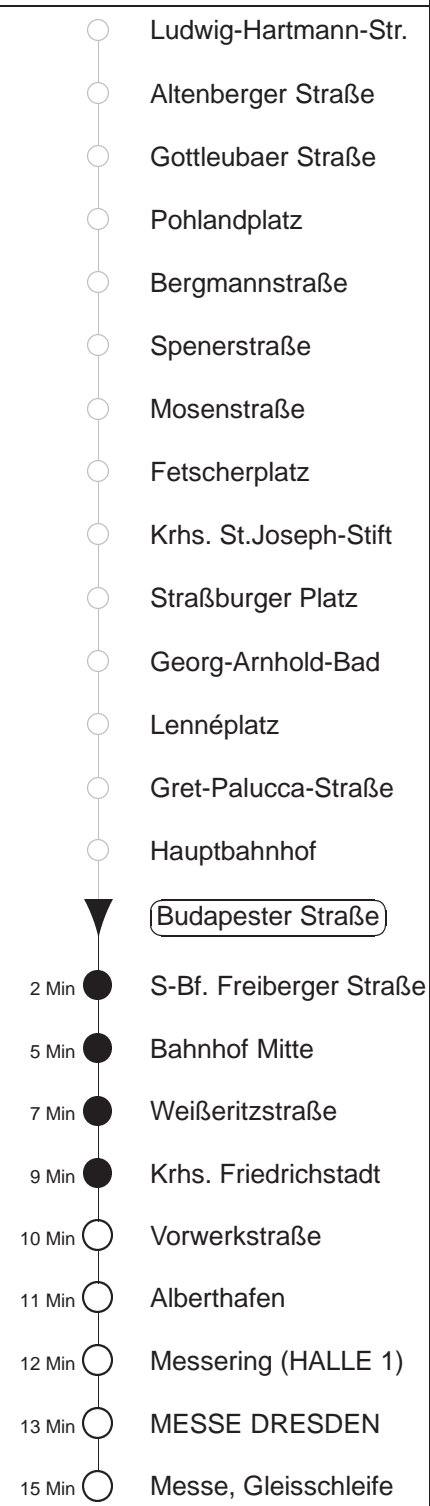 Ludwig-Hartmann-Str.
Altenberger Straße
Gottleubaer Straße
Pohlandplatz
Bergmannstraße
Spenerstraße
Mosenstraße
Fetscherplatz
Krhs. St.Joseph-Stift
Straßburger Platz
Georg-Arnhold-Bad
Lennéplatz
Gret-Palucca-Straße
Hauptbahnhof
Budapester Straße
2 Min S-Bf. Freiberger Straße
5 Min Bahnhof Mitte
7 Min Weißeritzstraße
9 Min Krhs. Friedrichstadt
10 Min Vorwerkstraße
11 Min Alberthafen
12 Min Messering (HALLE 1)
13 Min MESSE DRESDEN
15 Min Messe, Gleisschleife